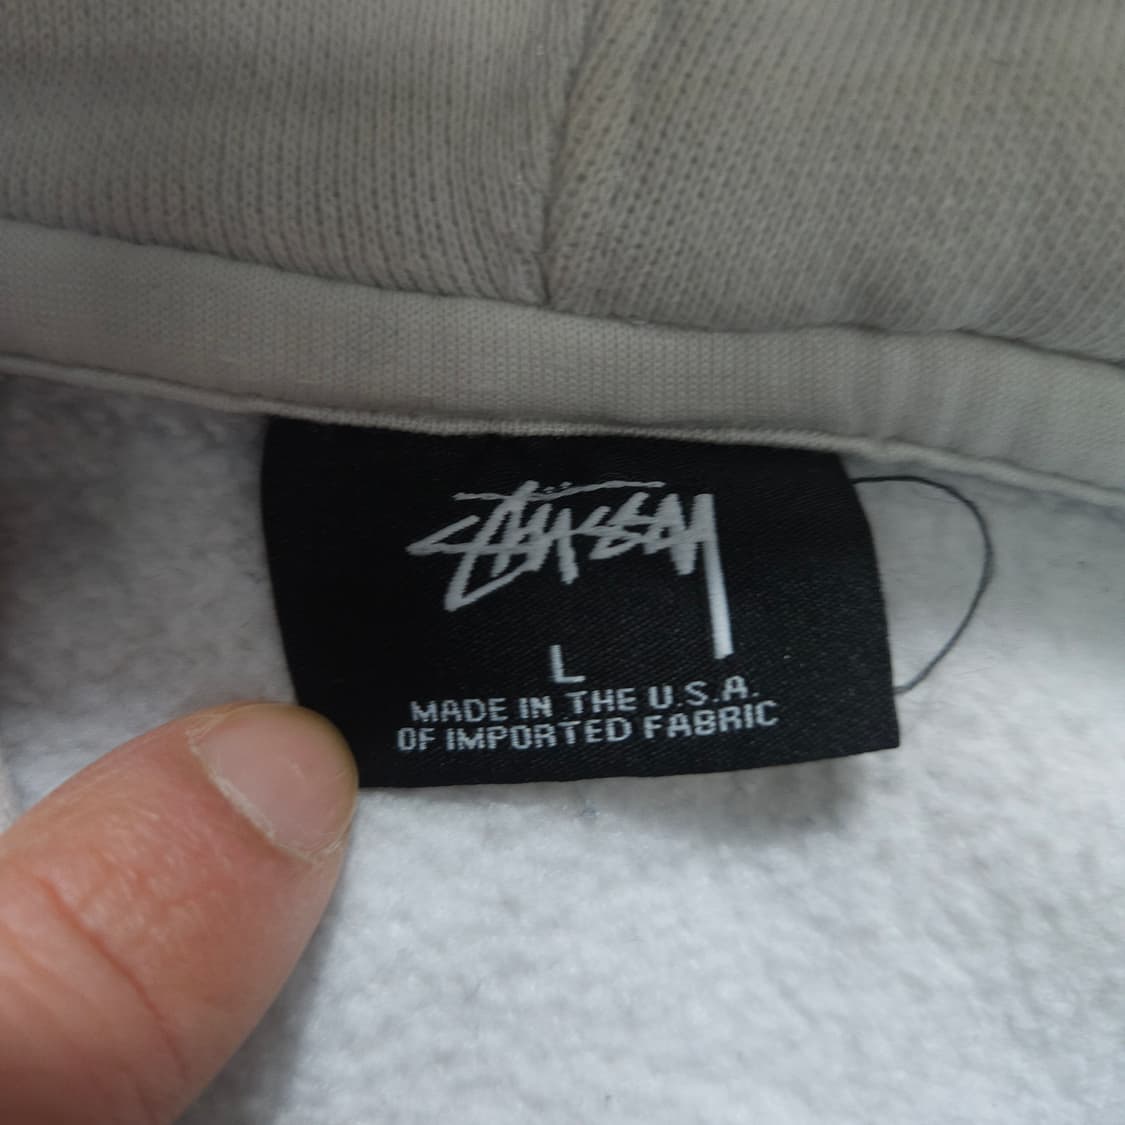 STÜSSY
L
MADE IN THE U.S.A.
OF IMPORTED FABRIC